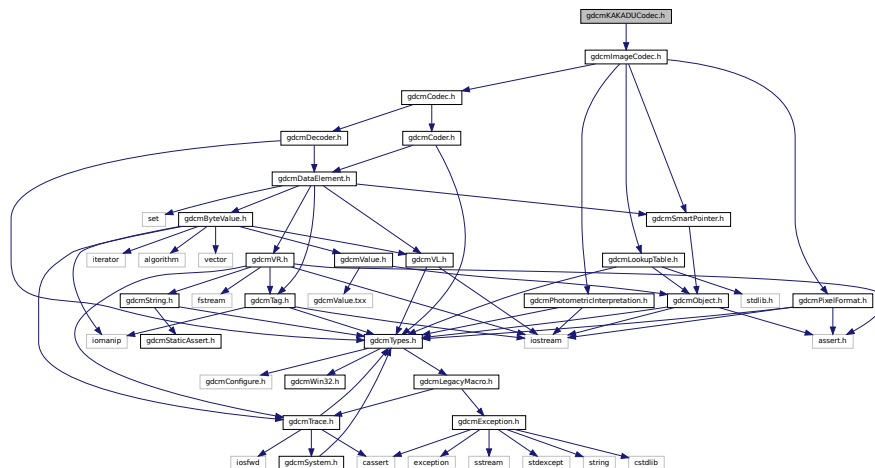 gdcmKAKADUCodec.h
gdcmImageCodec.h
gdcmCodec.h
gdcmDecoder.h
gdcmCoder.h
gdcmDataElement.h
set
gdcmByteValue.h
gdcmSmartPointer.h
iterator
algorithm
vector
gdcmVR.h
gdcmValue.h
gdcmVL.h
gdcmLookupTable.h
gdcmString.h
fstream
gdcmTag.h
gdcmValue.txx
gdcmPhotometricInterpretation.h
gdcmObject.h
stdlib.h
gdcmPixelFormat.h
iomanip
gdcmStaticAssert.h
gdcmTypes.h
iostream
assert.h
gdcmConfigure.h
gdcmWin32.h
gdcmLegacyMacro.h
gdcmTrace.h
gdcmException.h
iosfwd
gdcmSystem.h
cassert
exception
sstream
stdexcept
string
cstdlib